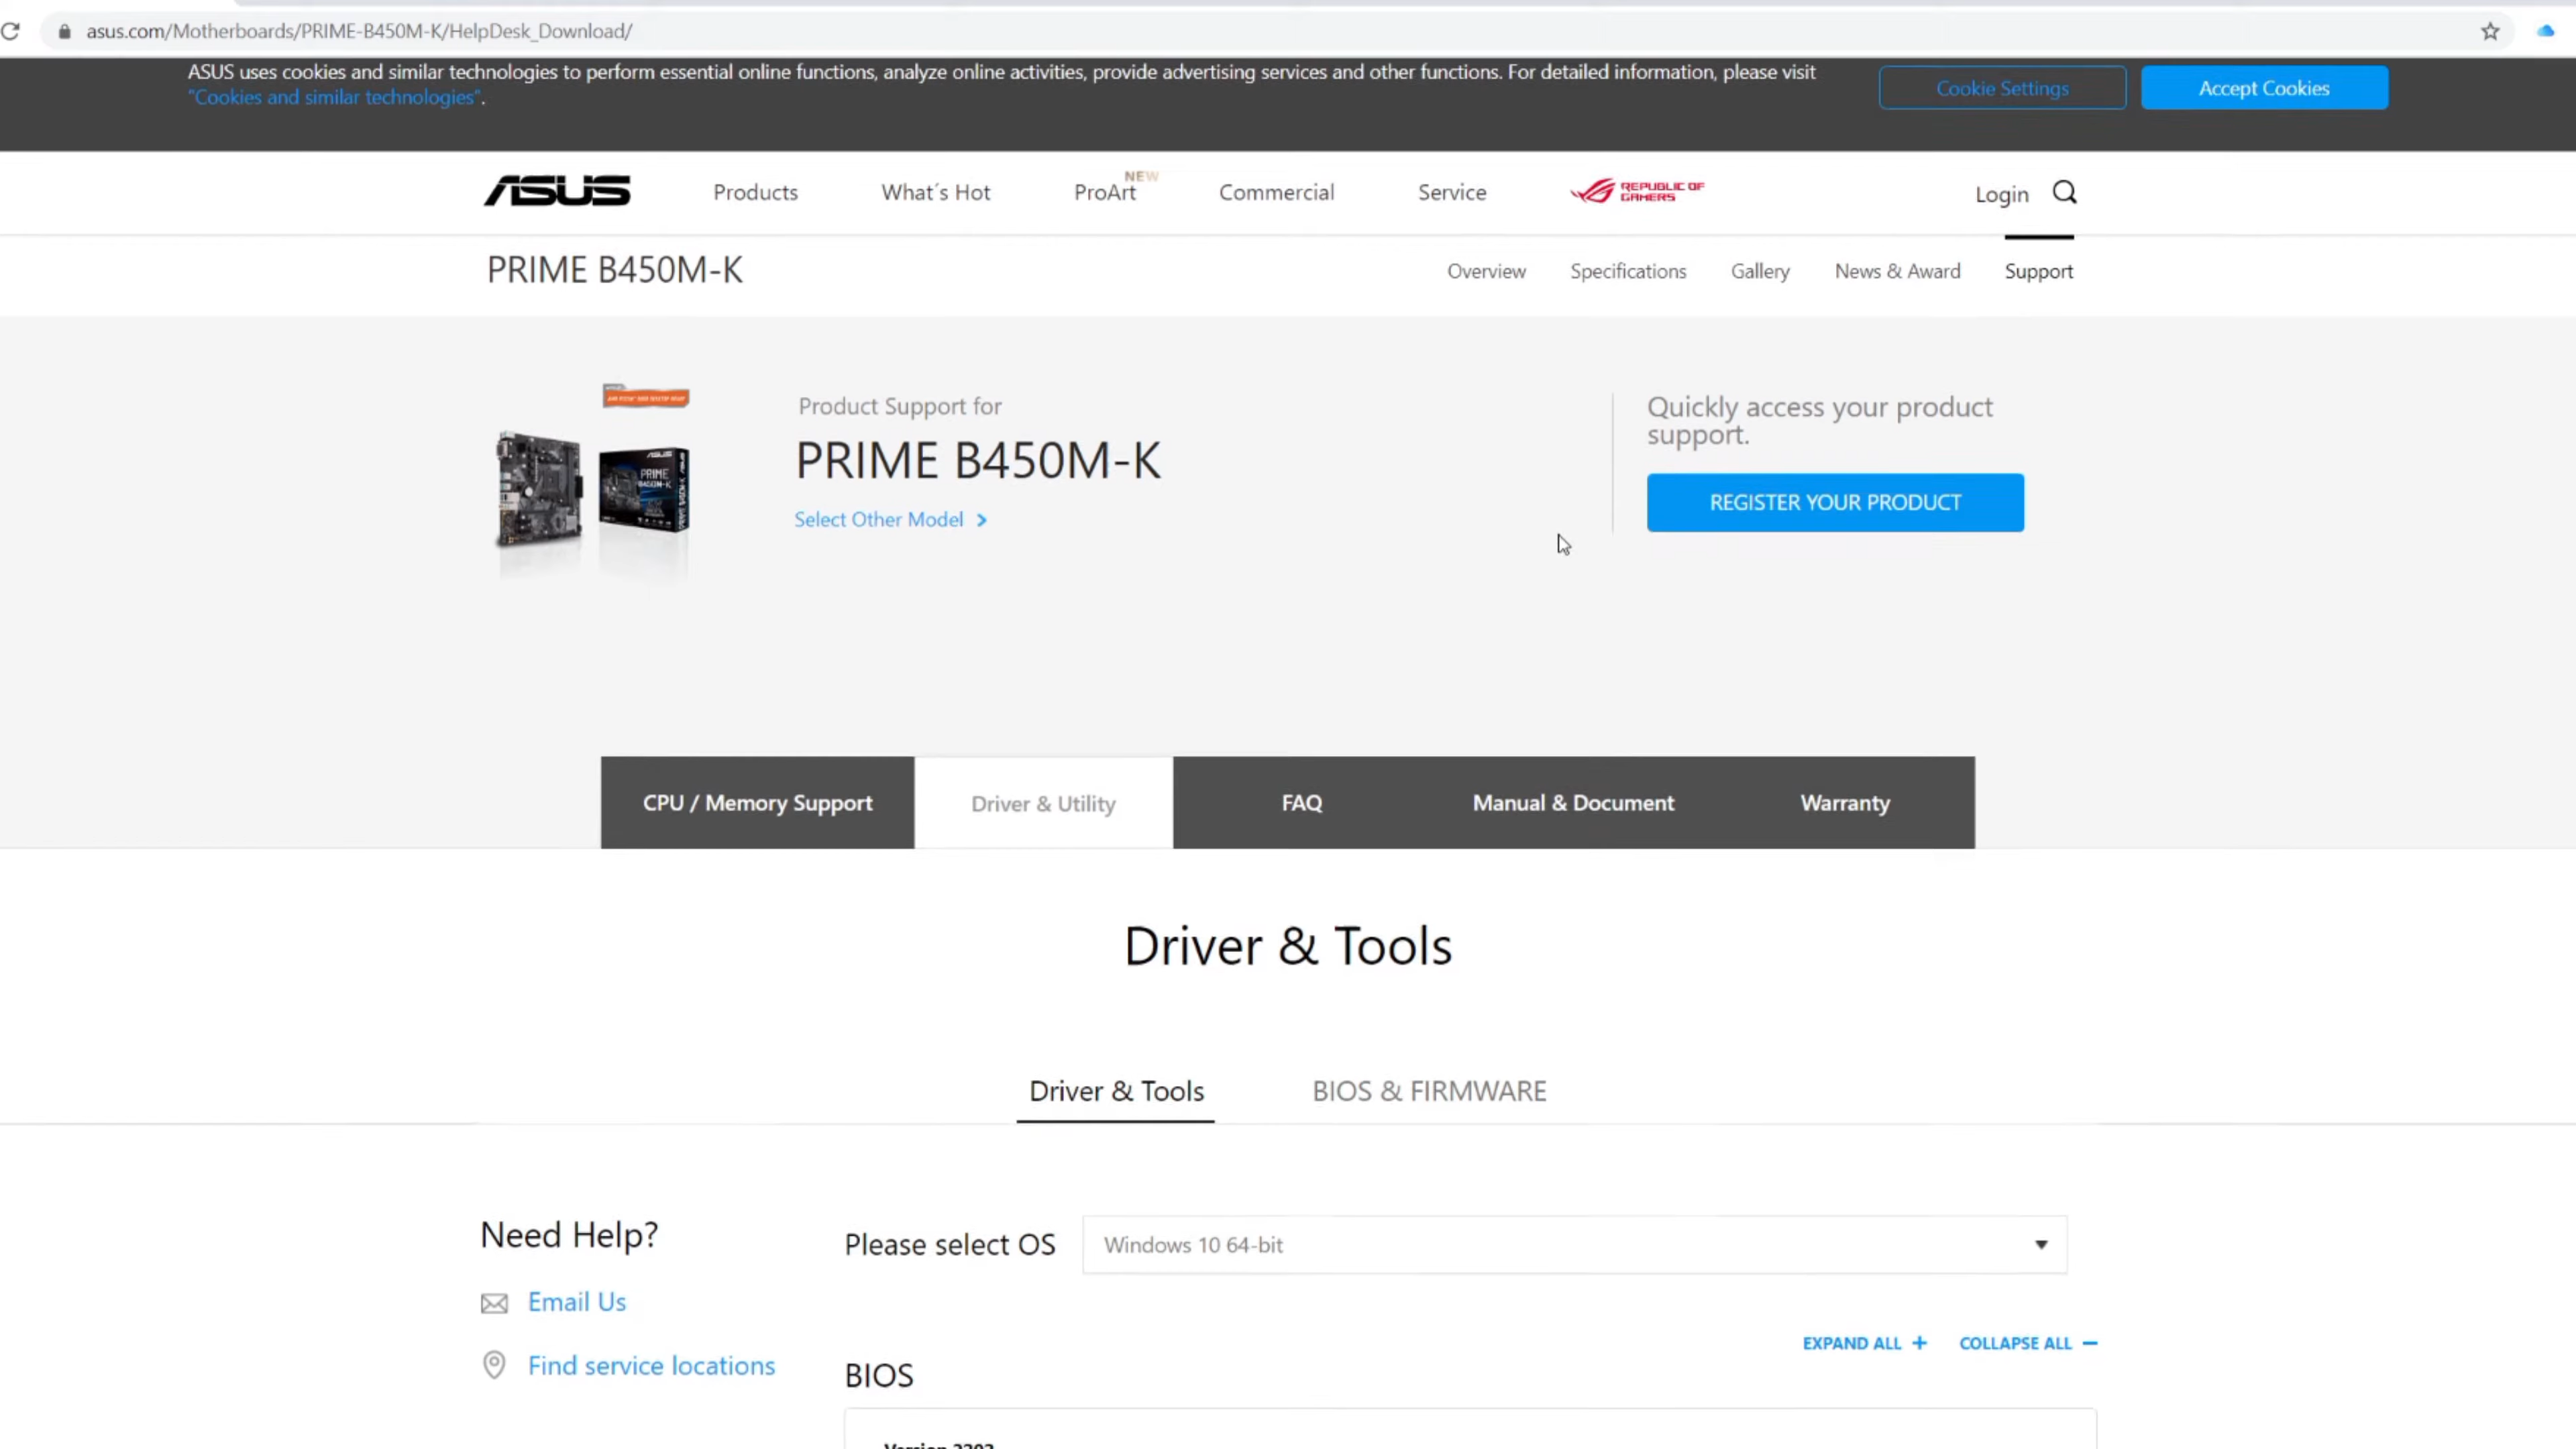 asus.com/Motherboards/PRIME-B450M-K/HelpDesk_Download/
ASUS uses cookies and similar technologies to perform essential online functions, analyze online activities, provide advertising services and other functions. For detailed information, please visit
"Cookies and similar technologies".
Cookie Settings
Accept Cookies
ASUS
Products
What´s Hot
ProArt
NEW
Commercial
Service
REPUBLIC OF
GAMERS
Login
PRIME B450M-K
Overview
Specifications
Gallery
News & Award
Support
ASUS
PRIME
B450M-K
Product Support for
PRIME B450M-K
Select Other Model
Quickly access your product
support.
REGISTER YOUR PRODUCT
CPU / Memory Support
Driver & Utility
FAQ
Manual & Document
Warranty
Driver & Tools
Driver & Tools
BIOS & FIRMWARE
Need Help?
Email Us
Find service locations
Please select OS
Windows 10 64-bit
EXPAND ALL +
COLLAPSE ALL −
BIOS